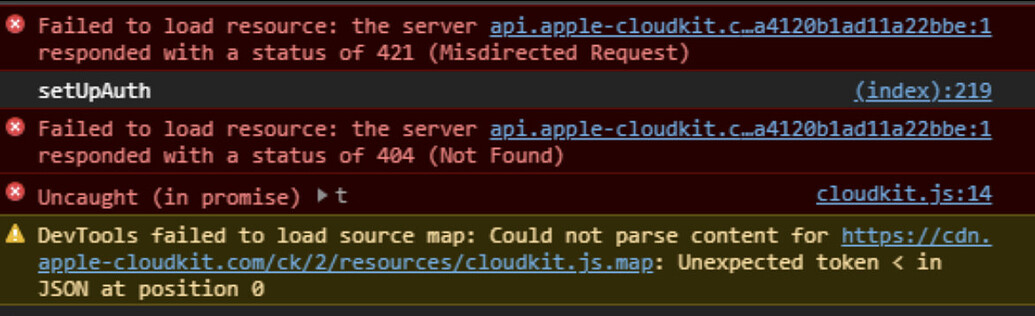 Failed to load resource: the server api.apple-cloudkit.c…a4120b1ad11a22bbe:1
responded with a status of 421 (Misdirected Request)
setUpAuth (index):219
Failed to load resource: the server api.apple-cloudkit.c…a4120b1ad11a22bbe:1
responded with a status of 404 (Not Found)
Uncaught (in promise) ▶t cloudkit.js:14
DevTools failed to load source map: Could not parse content for https://cdn.
apple-cloudkit.com/ck/2/resources/cloudkit.js.map: Unexpected token < in
JSON at position 0